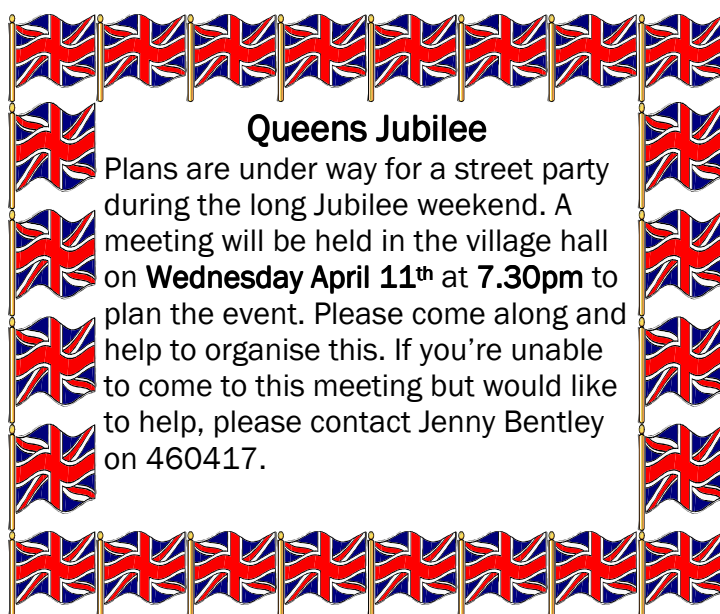 Queens Jubilee
Plans are under way for a street party
during the long Jubilee weekend. A
meeting will be held in the village hall
on Wednesday April 11th at 7.30pm to
plan the event. Please come along and
help to organise this. If you’re unable
to come to this meeting but would like
to help, please contact Jenny Bentley
on 460417.